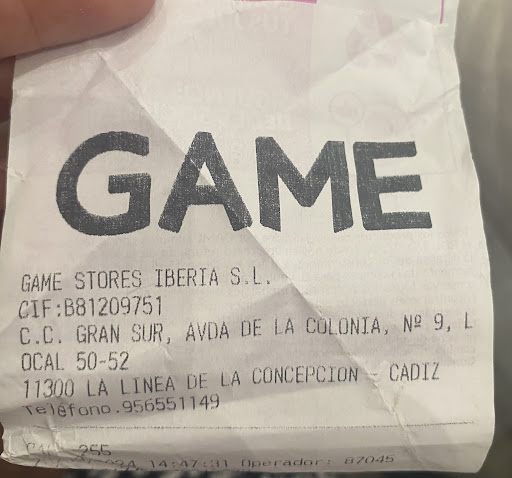 GAME
GAME STORES IBERIA S.L.
CIF:B81209751
C.C. GRAN SUR, AVDA DE LA COLONIA, Nº 9, L
OCAL 50-52
11300 LA LINEA DE LA CONCEPCION - CADIZ
Teléfono.956551149
255
14:47:31 Operador: 87045